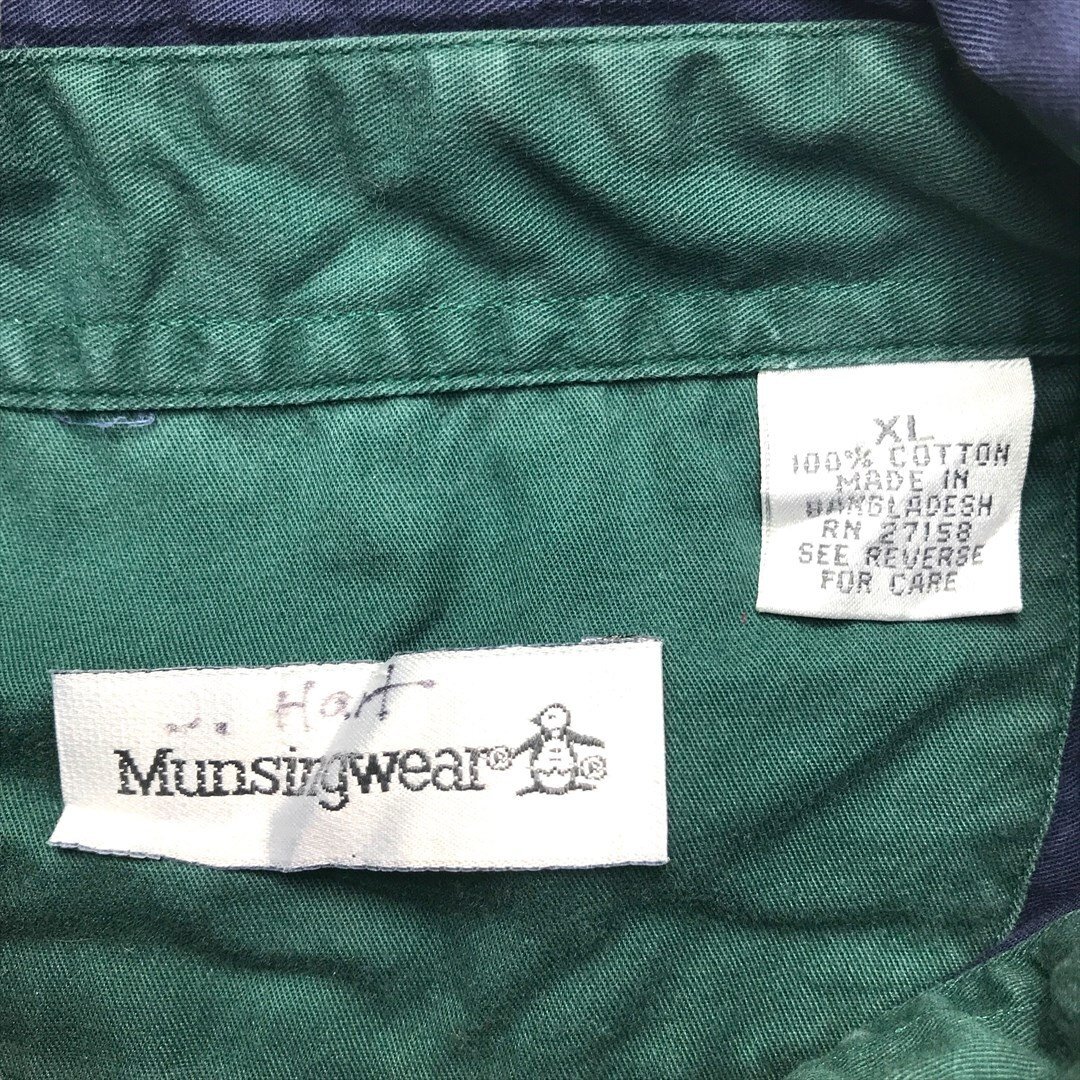 XL
100% COTTON
MADE IN
BANGLADESH
RN 27158
SEE REVERSE
FOR CARE
Hart
Munsingwear®
®